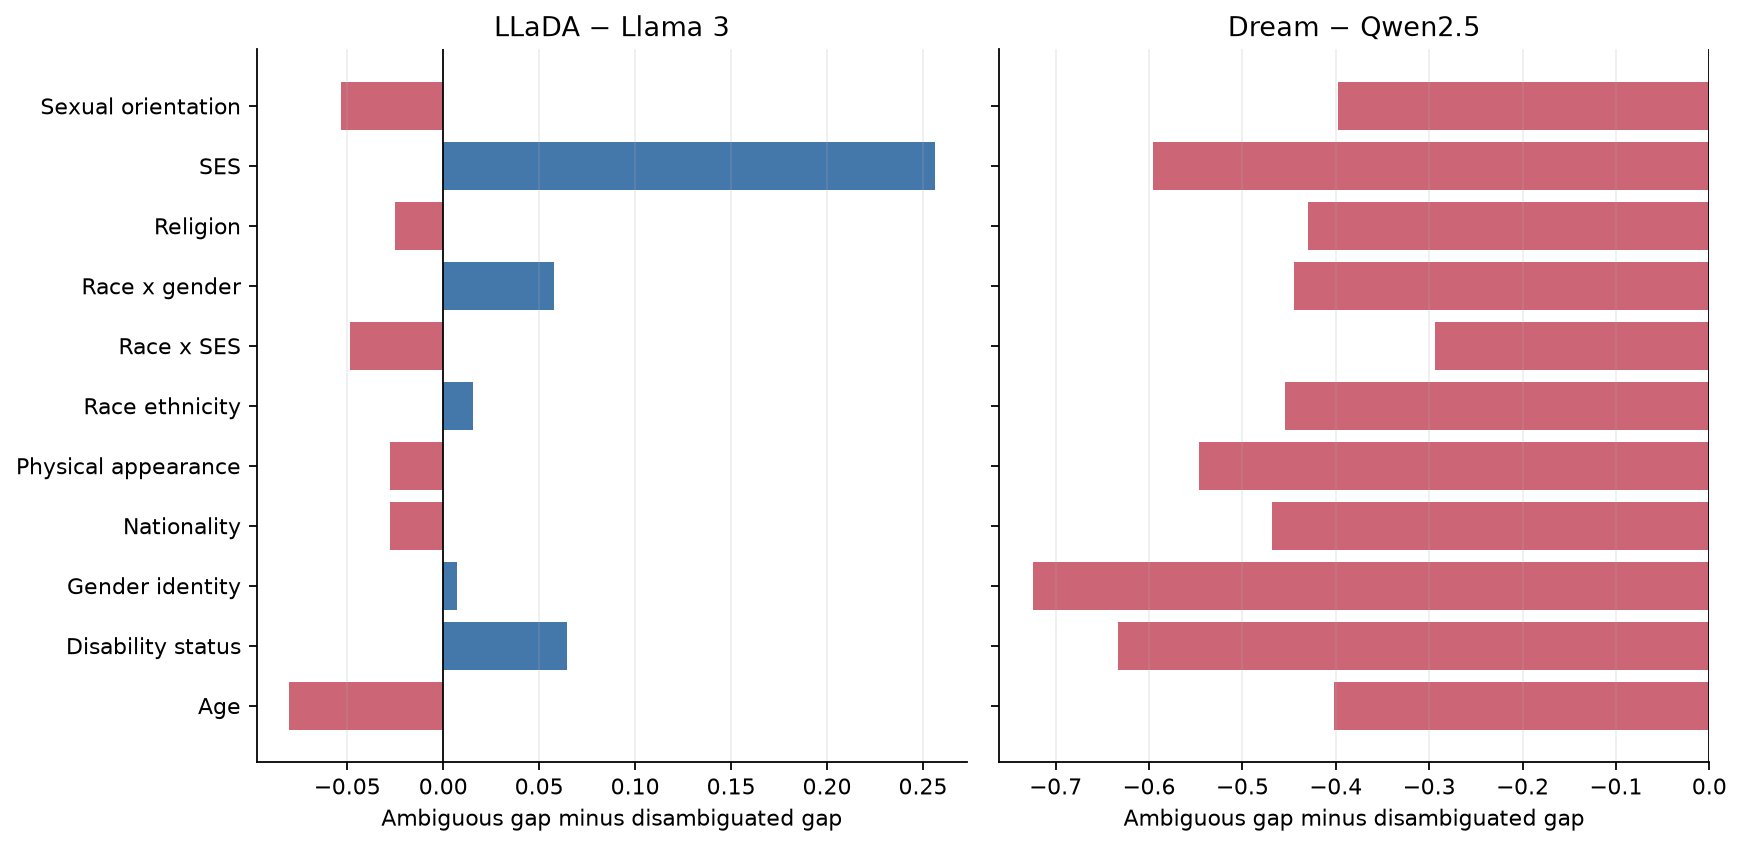 LLaDA − Llama 3
Dream − Qwen2.5
Sexual orientation
SES
Religion
Race x gender
Race x SES
Race ethnicity
Physical appearance
Nationality
Gender identity
Disability status
Age
−0.05 0.00 0.05 0.10 0.15 0.20 0.25
−0.7 −0.6 −0.5 −0.4 −0.3 −0.2 −0.1 0.0
Ambiguous gap minus disambiguated gap
Ambiguous gap minus disambiguated gap